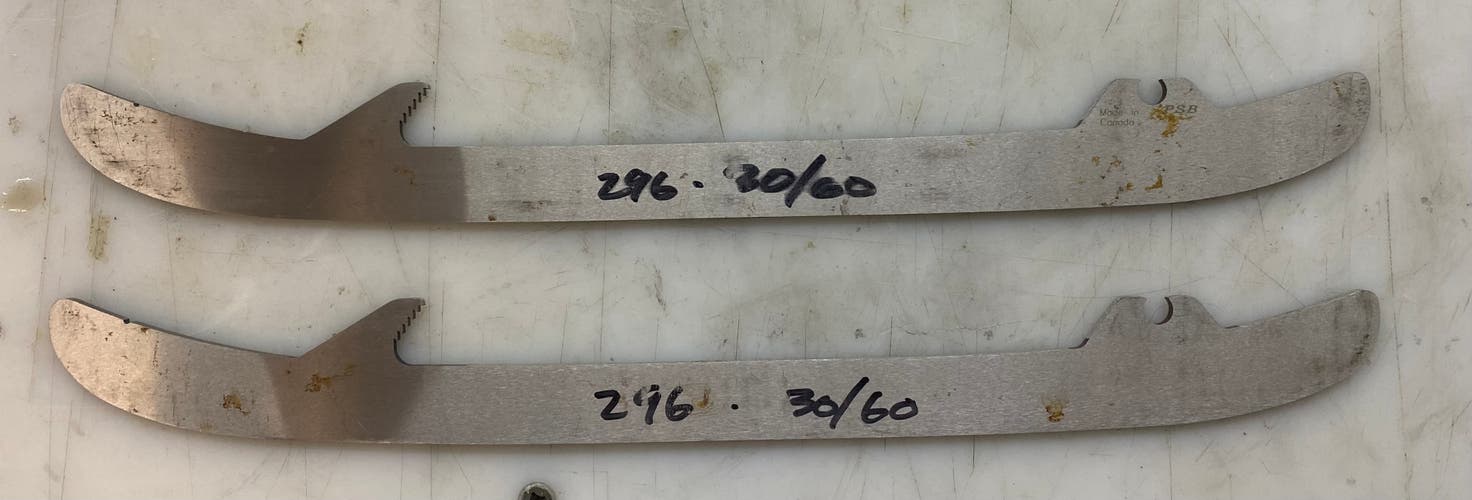 Made in
Canada
PSB
296 . 30/60
296 . 30/60